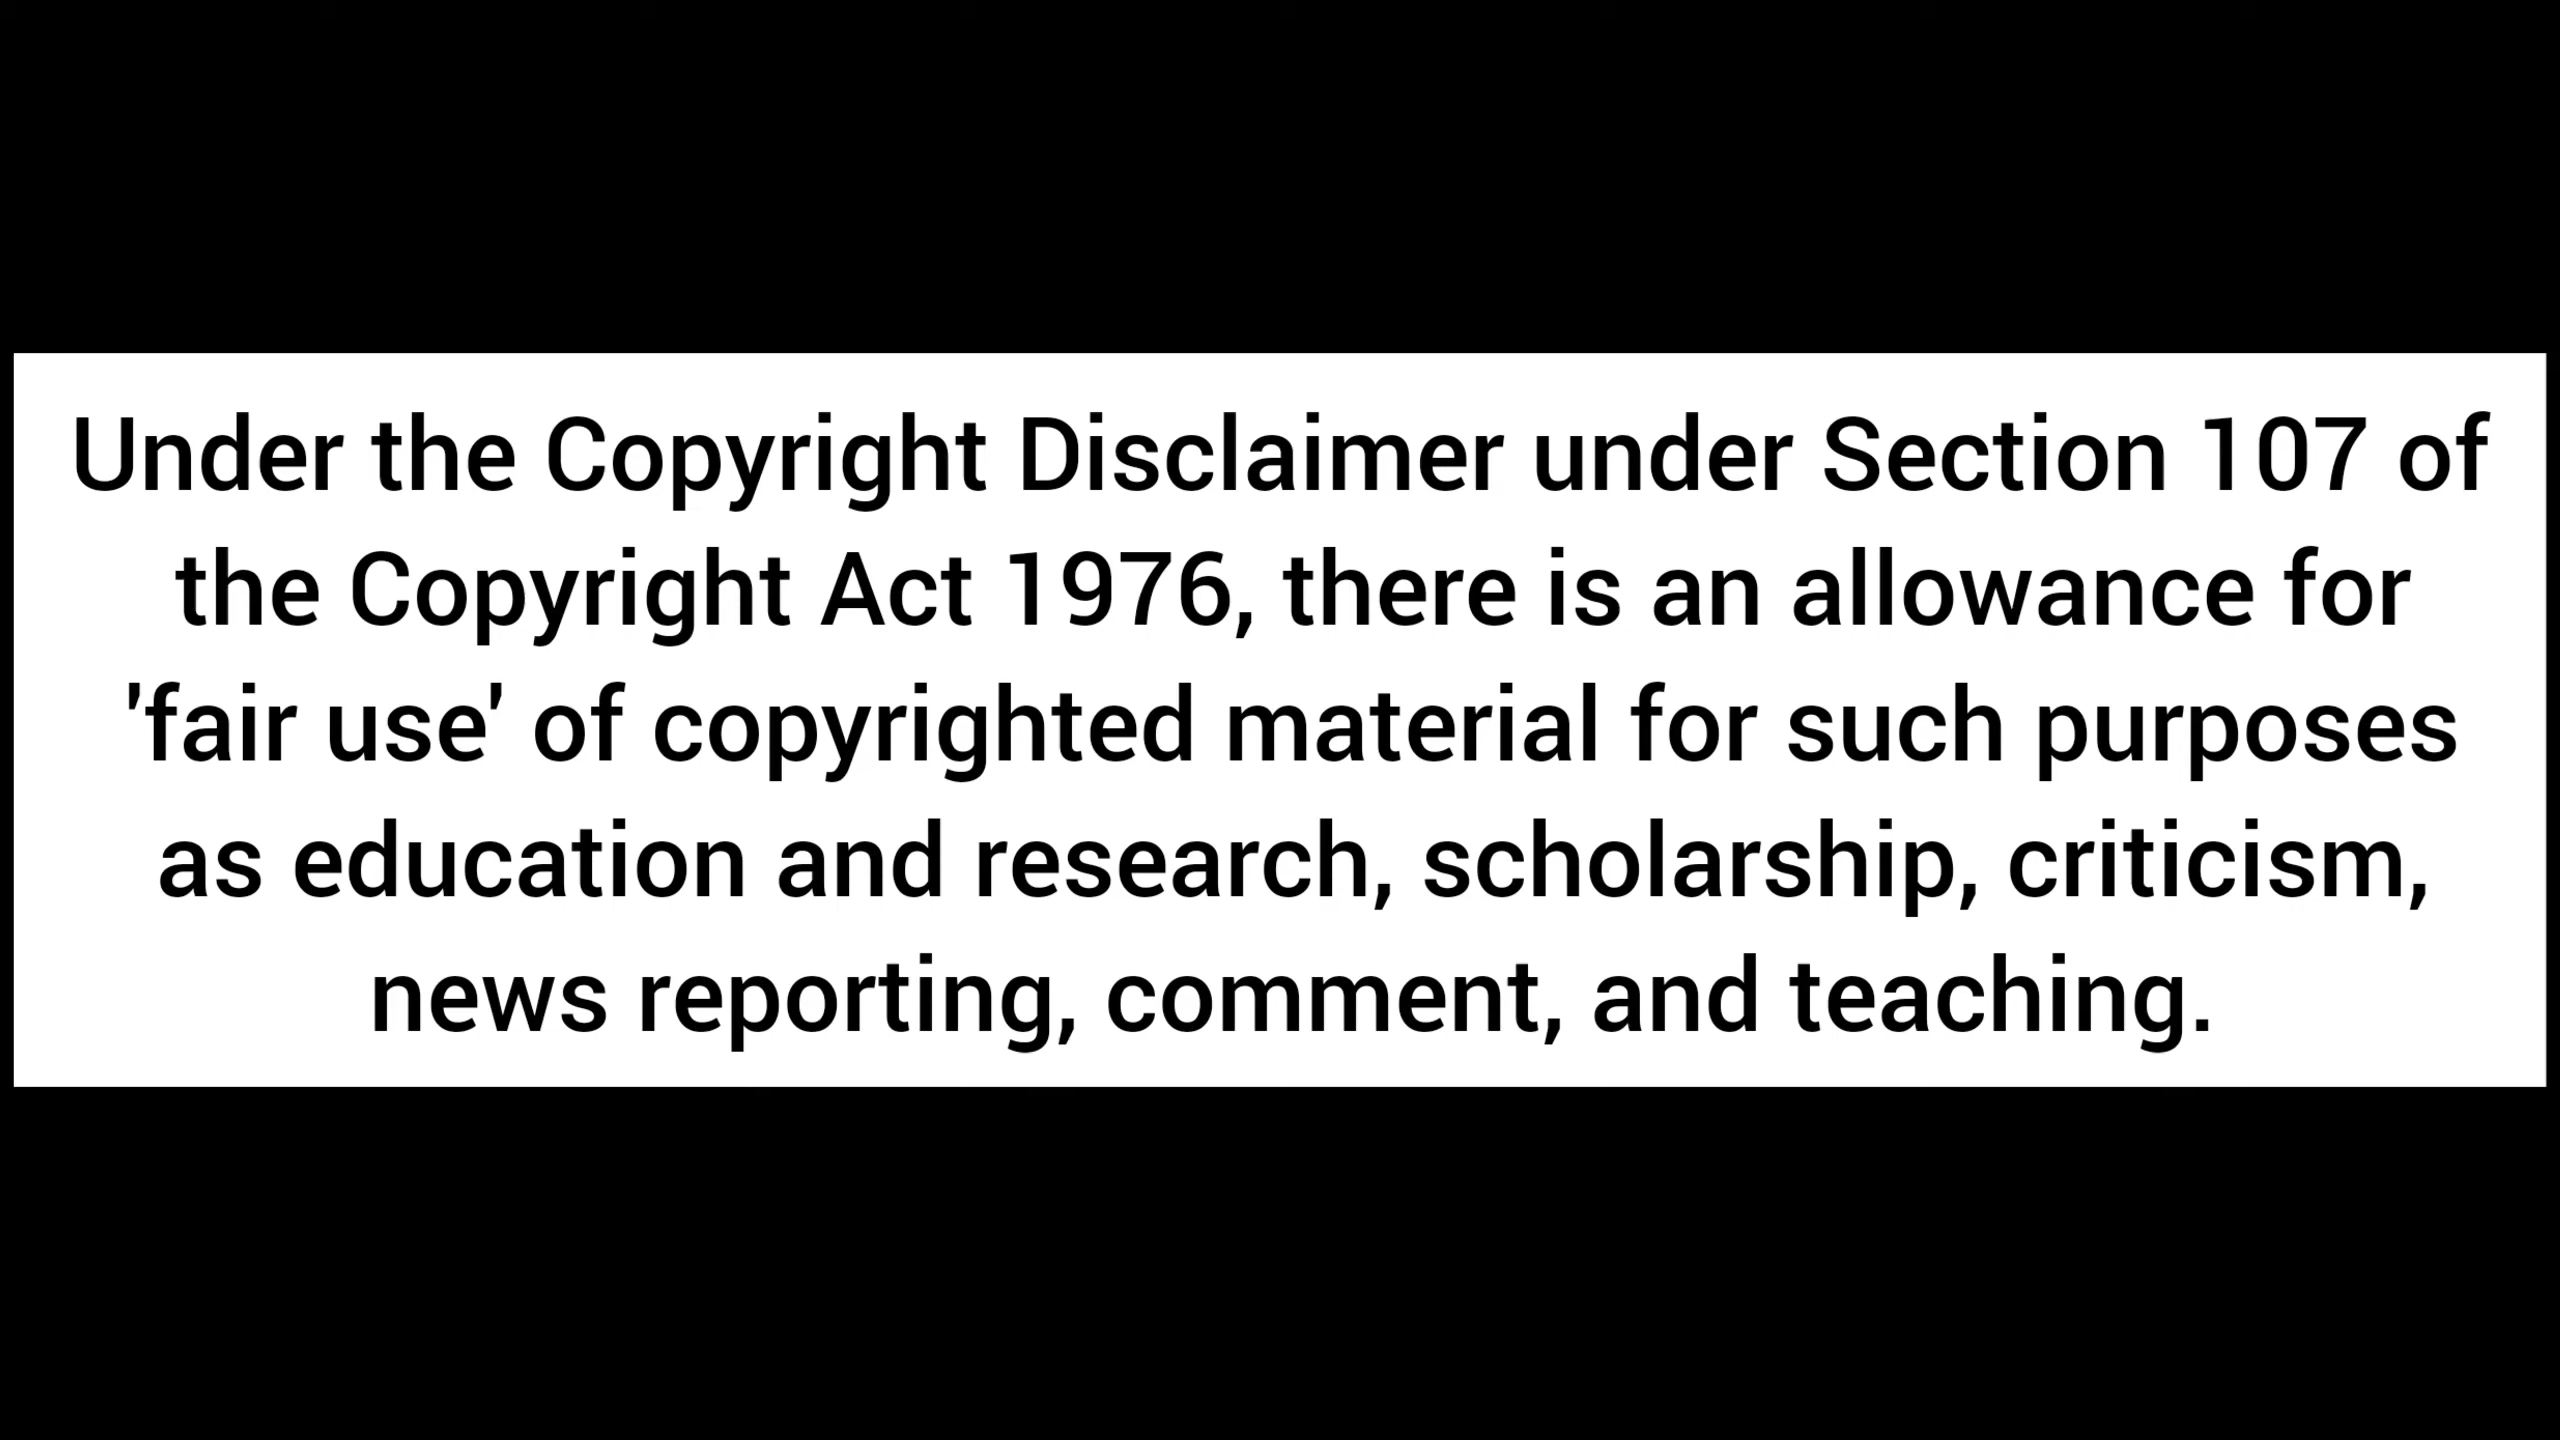 Under the Copyright Disclaimer under Section 107 of
the Copyright Act 1976, there is an allowance for
'fair use' of copyrighted material for such purposes
as education and research, scholarship, criticism,
news reporting, comment, and teaching.